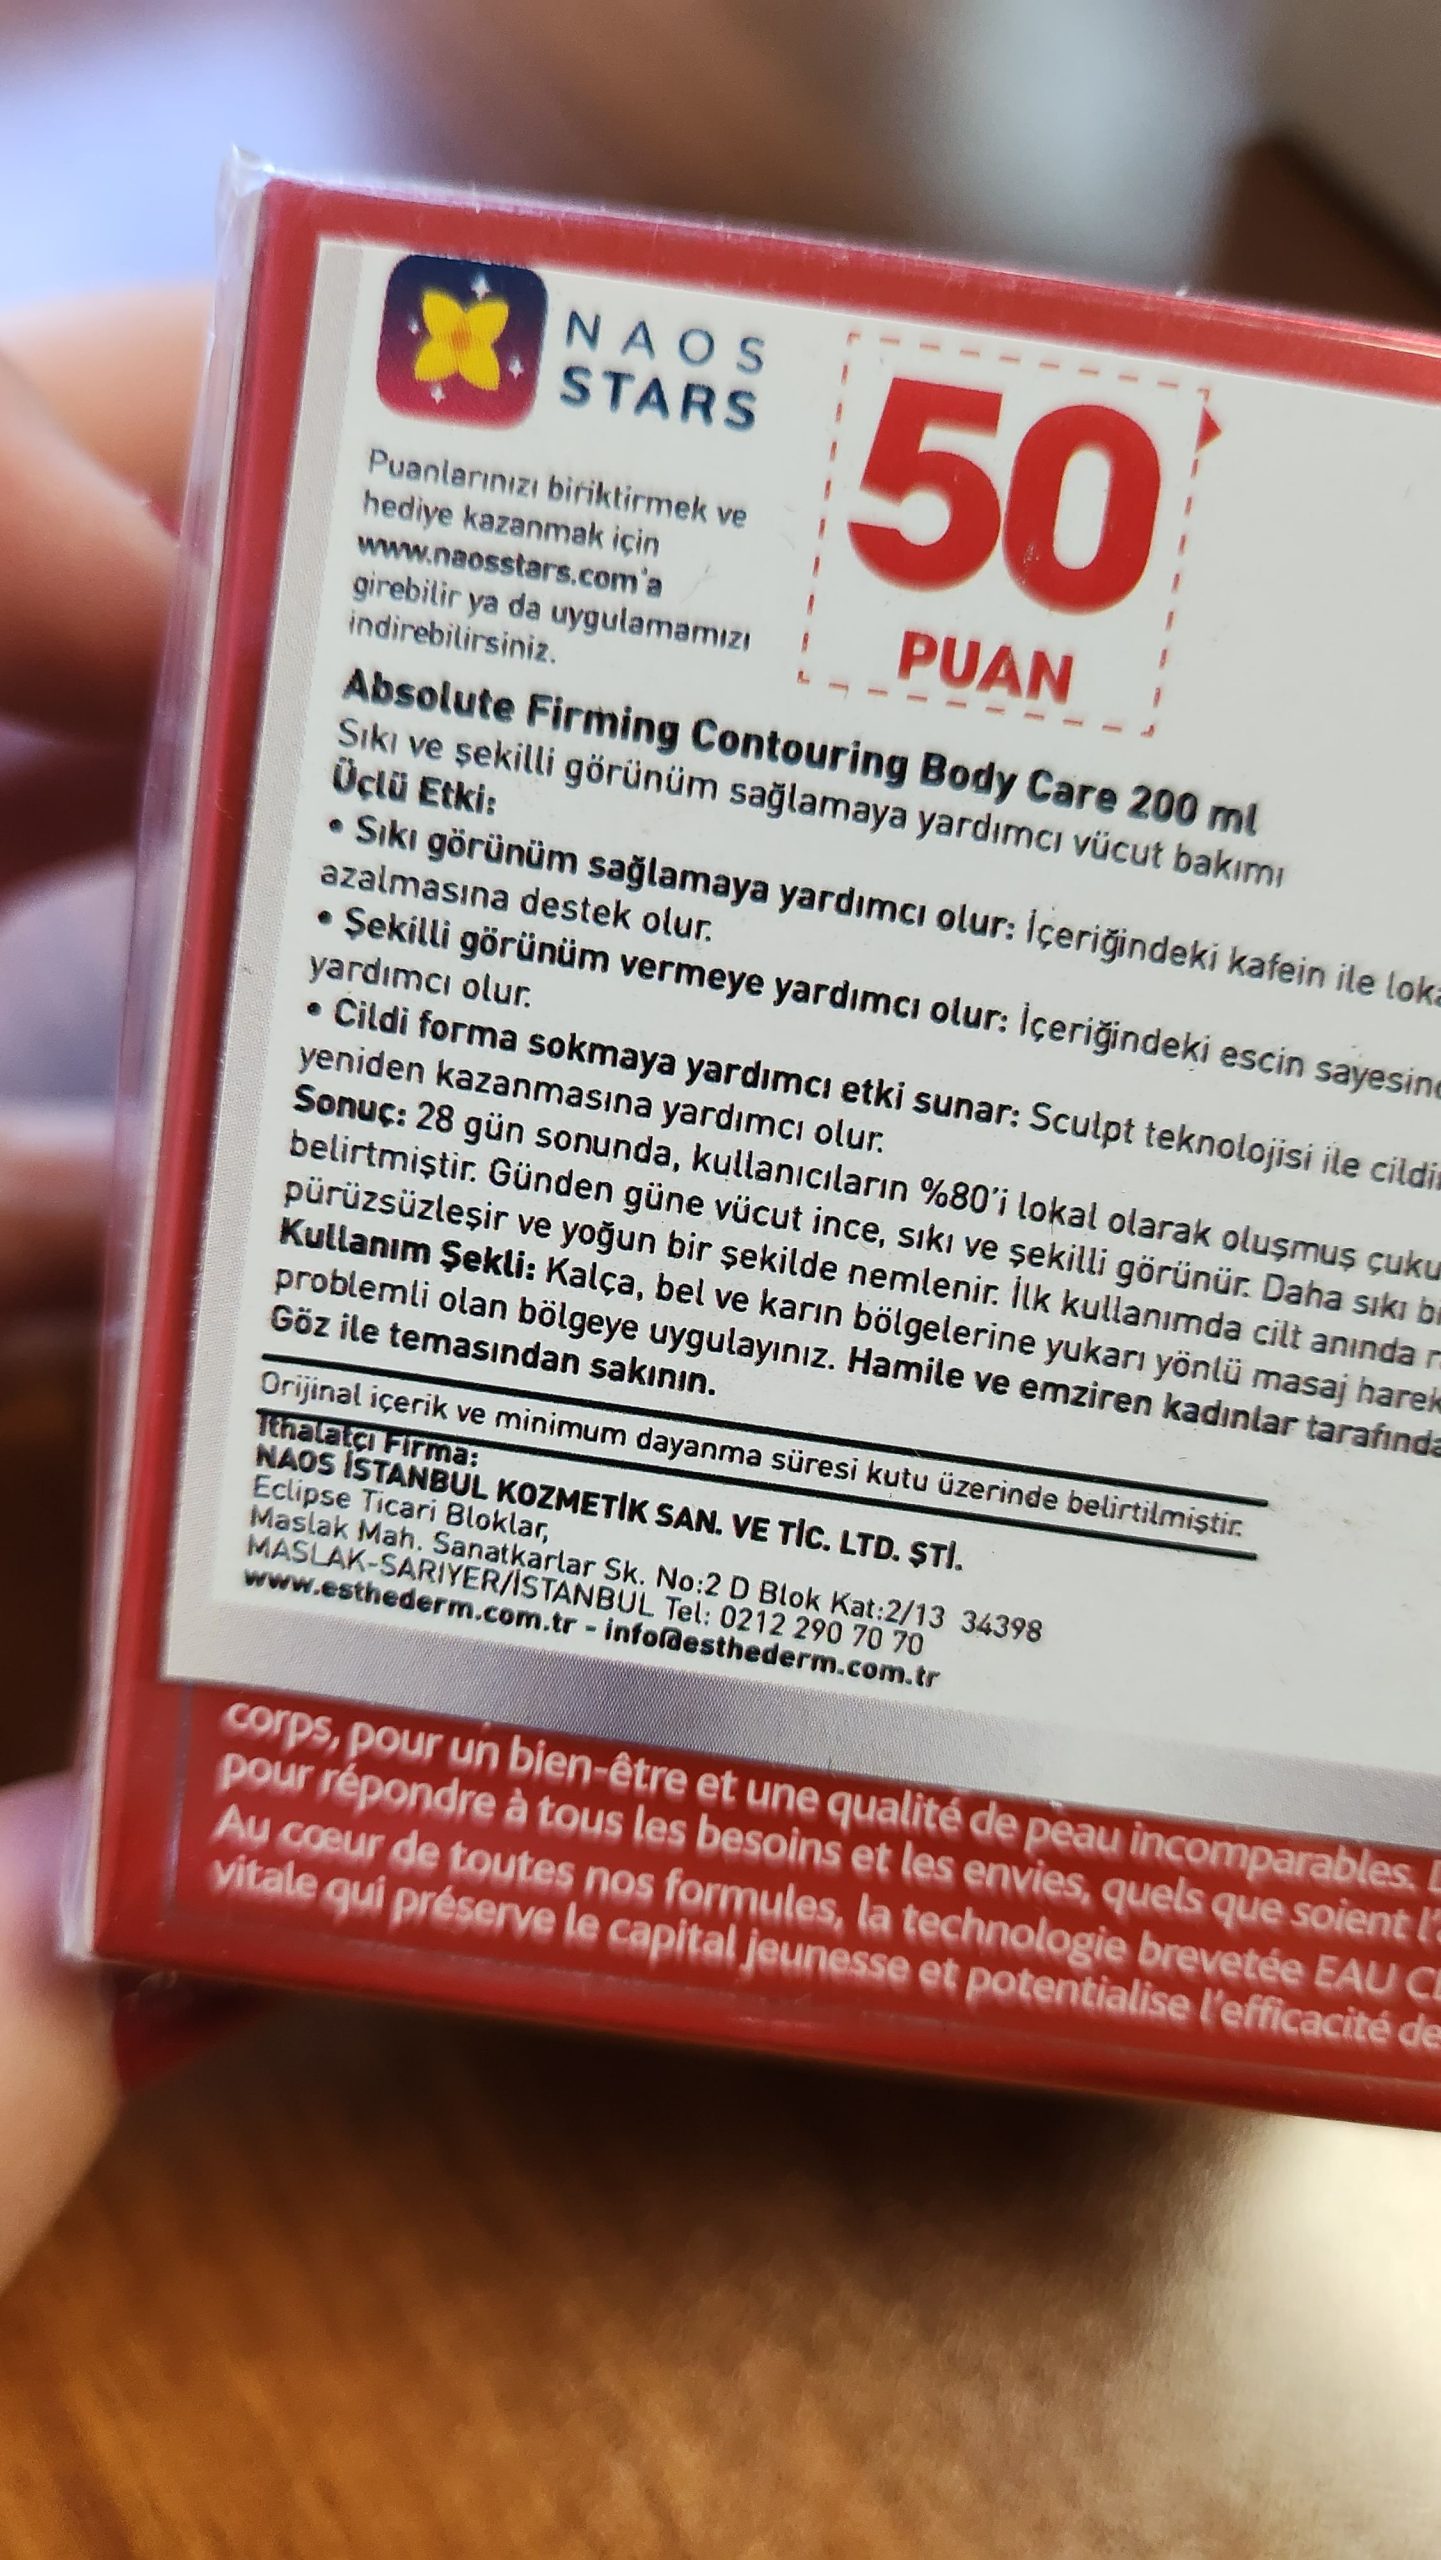 NAOS
STARS
50
PUAN
Puanlarınızı biriktirmek ve
hediye kazanmak için
www.naosstars.com'a
girebilir ya da uygulamamızı
indirebilirsiniz.
Absolute Firming Contouring Body Care 200 ml
Sıkı ve şekilli görünüm sağlamaya yardımcı vücut bakımı
Üçlü Etki:
• Sıkı görünüm sağlamaya yardımcı olur: İçeriğindeki kafein ile
azalmasına destek olur.
• Şekilli görünüm vermeye yardımcı olur: İçeriğindeki escin
yardımcı olur.
• Cildi forma sokmaya yardımcı etki sunar: Sculpt teknolojisi ile
yeniden kazanmasına yardımcı olur.
Sonuç: 28 gün sonunda, kullanıcıların %80'i lokal olarak oluşmuş
belirtmiştir. Günden güne vücut ince, sıkı ve şekilli görünür. Daha sıkı
pürüzsüzleşir ve yoğun bir şekilde nemlenir. İlk kullanımda cilt anında
Kullanım Şekli: Kalça, bel ve karın bölgelerine yukarı yönlü masaj
problemli olan bölgeye uygulayınız. Hamile ve emziren kadınlar
Göz ile temasından sakının.
Orijinal içerik ve minimum dayanma süresi kutu üzerinde belirtilmiştir.
İthalatçı Firma:
NAOS İSTANBUL KOZMETİK SAN. VE TİC. LTD. ŞTİ.
Eclipse Ticari Bloklar,
Maslak Mah. Sanatkarlar Sk. No:2 D Blok Kat:2/13 34398
MASLAK-SARIYER/İSTANBUL Tel: 0212 290 70 70
www.esthederm.com.tr - info@esthederm.com.tr
corps, pour un bien-être et une qualité de peau incomparables.
pour répondre à tous les besoins et les envies, quels que soient
Au cœur de toutes nos formules, la technologie brevetée EAU
vitale qui préserve le capital jeunesse et potentialise l'efficacité